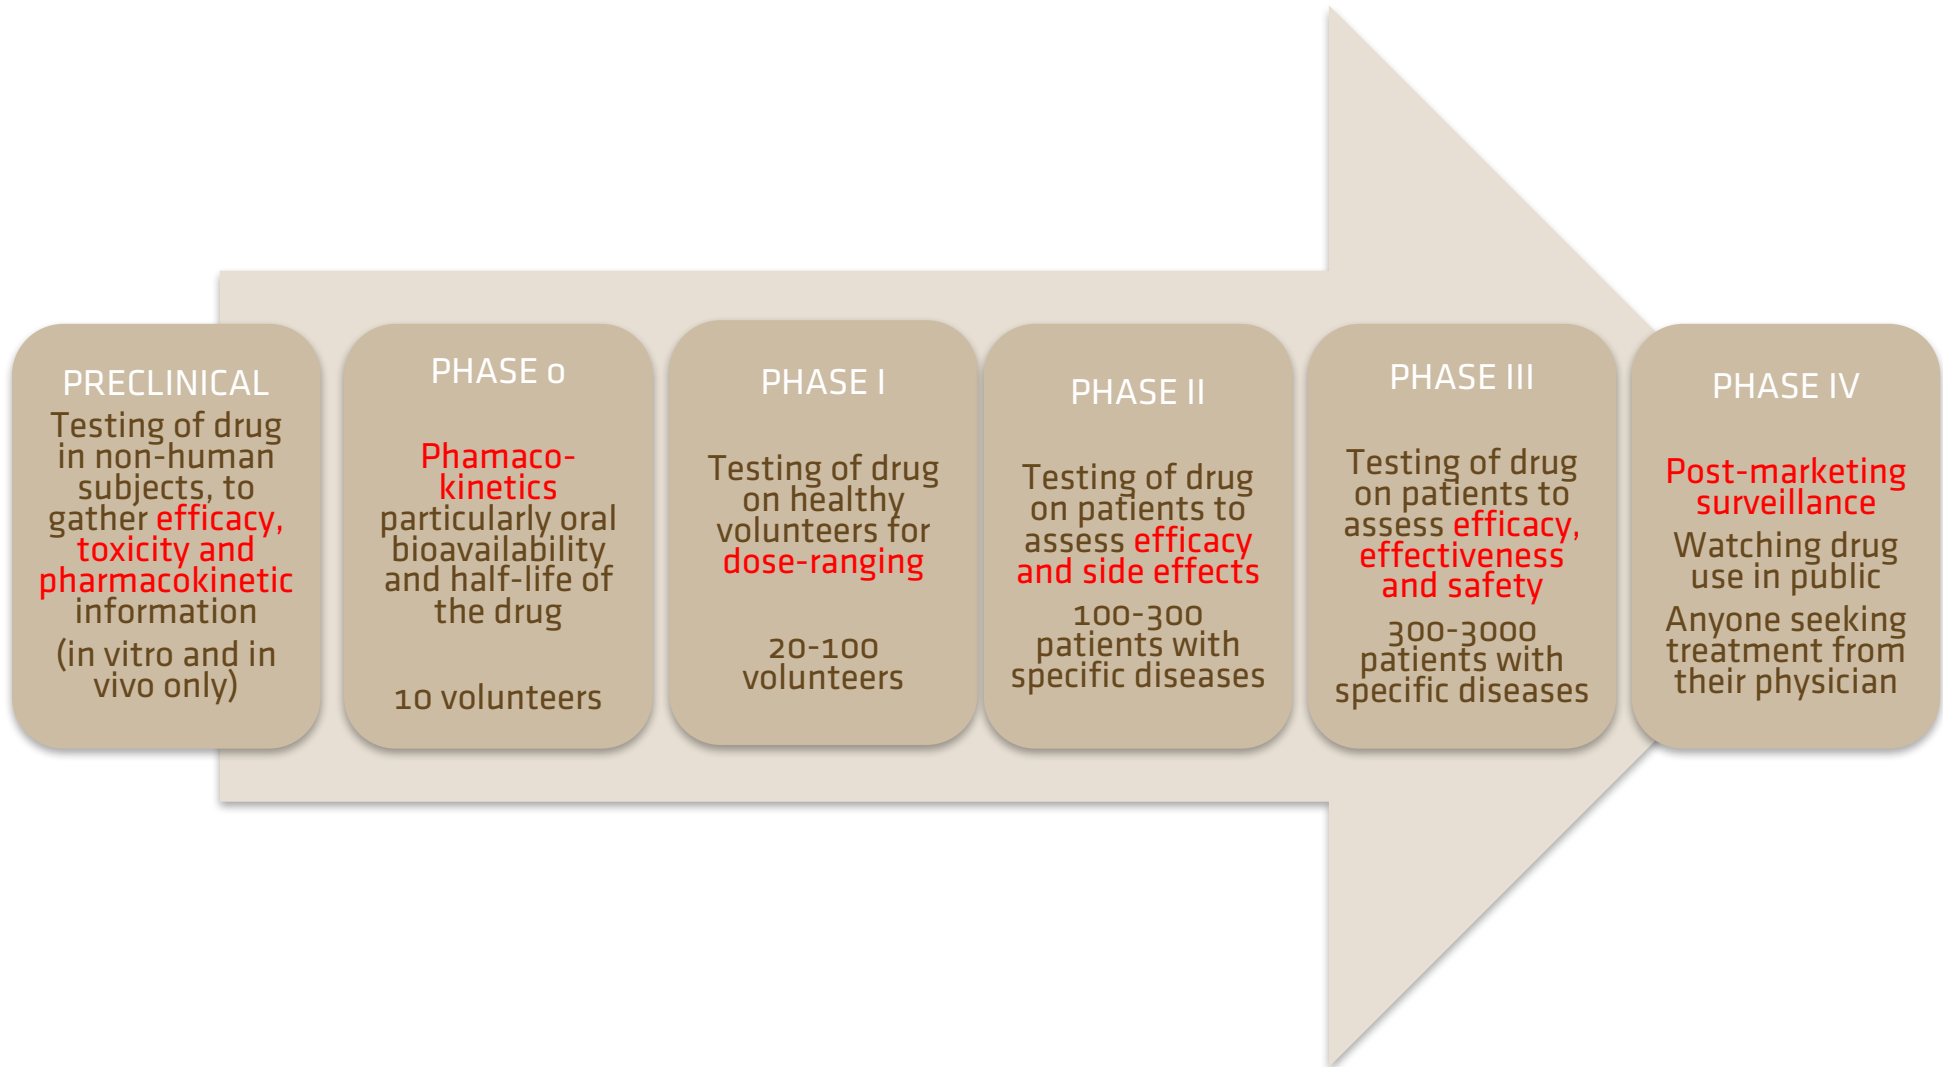 PRECLINICAL
Testing of drug
in non-human
subjects, to
gather efficacy,
toxicity and
pharmacokinetic
information
(in vitro and in
vivo only)
PHASE 0
Phamaco-
kinetics
particularly oral
bioavailability
and half-life of
the drug
10 volunteers
PHASE I
Testing of drug
on healthy
volunteers for
dose-ranging
20-100
volunteers
PHASE II
Testing of drug
on patients to
assess efficacy
and side effects
100-300
patients with
specific diseases
PHASE III
Testing of drug
on patients to
assess efficacy,
effectiveness
and safety
300-3000
patients with
specific diseases
PHASE IV
Post-marketing
surveillance
Watching drug
use in public
Anyone seeking
treatment from
their physician